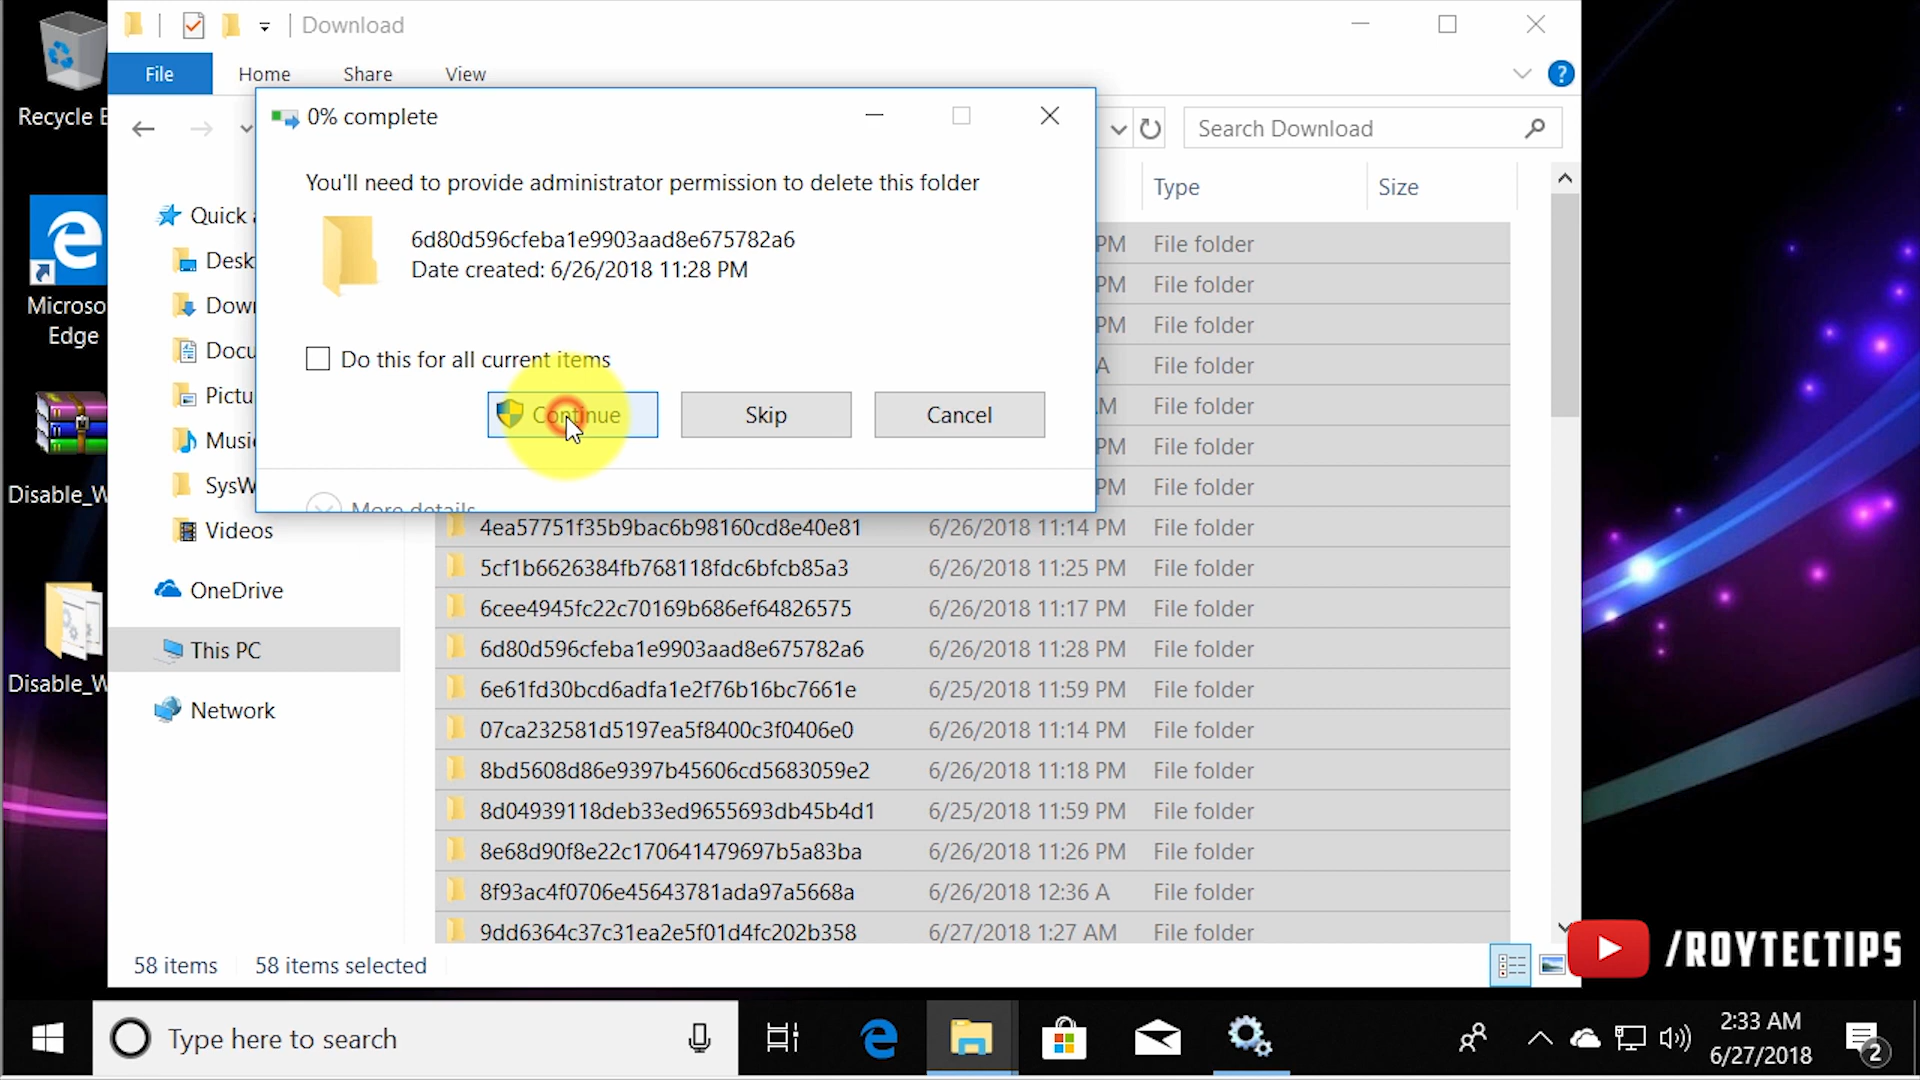 Download
File
Home
Share
View
0% complete
Search Download
You'll need to provide administrator permission to delete this folder
6d80d596cfeba1e9903aad8e675782a6
Date created: 6/26/2018 11:28 PM
Do this for all current items
Continue
Skip
Cancel
More details
Type
Size
PM File folder
PM File folder
PM File folder
A File folder
M File folder
PM File folder
PM File folder
4ea57751f35b9bac6b98160cd8e40e81 6/26/2018 11:14 PM File folder
5cf1b6626384fb768118fdc6bfcb85a3 6/26/2018 11:25 PM File folder
6cee4945fc22c70169b686ef64826575 6/26/2018 11:17 PM File folder
6d80d596cfeba1e9903aad8e675782a6 6/26/2018 11:28 PM File folder
6e61fd30bcd6adfa1e2f76b16bc7661e 6/25/2018 11:59 PM File folder
07ca232581d5197ea5f8400c3f0406e0 6/26/2018 11:14 PM File folder
8bd5608d86e9397b45606cd5683059e2 6/26/2018 11:18 PM File folder
8d04939118deb33ed9655693db45b4d1 6/25/2018 11:59 PM File folder
8e68d90f8e22c170641479697b5a83ba 6/26/2018 11:26 PM File folder
8f93ac4f0706e45643781ada97a5668a 6/26/2018 12:36 A File folder
9dd6364c37c31ea2e5f01d4fc202b358 6/27/2018 1:27 AM File folder
Quick a
Desk
Down
Docu
Pictu
Music
SysW
Videos
OneDrive
This PC
Network
58 items
58 items selected
Recycle B
Microso
Edge
Disable_W
Disable_W
/ROYTECTIPS
Type here to search
2:33 AM
6/27/2018
2